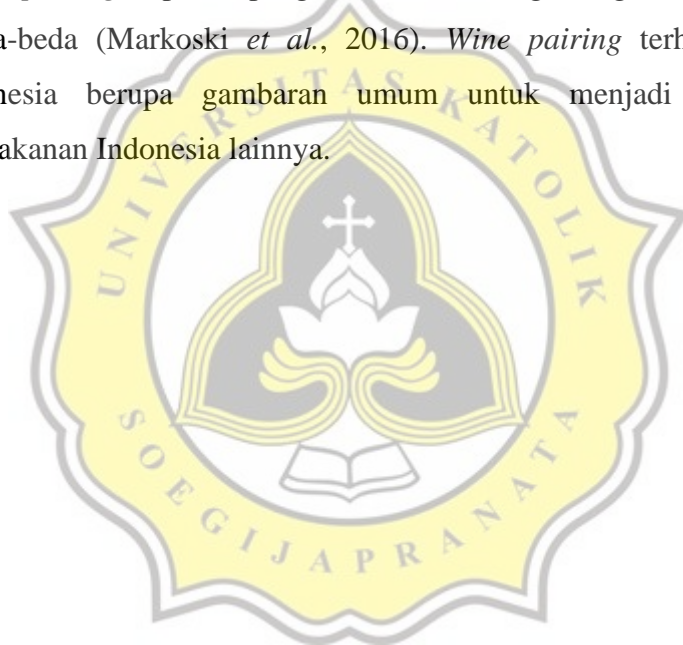 a-beda (Markoski et al., 2016). Wine pairing terh
nesia berupa gambaran umum untuk menjadi
akanan Indonesia lainnya.
UNIVERSITAS KATOLIK
SOEGIJAPRANATA